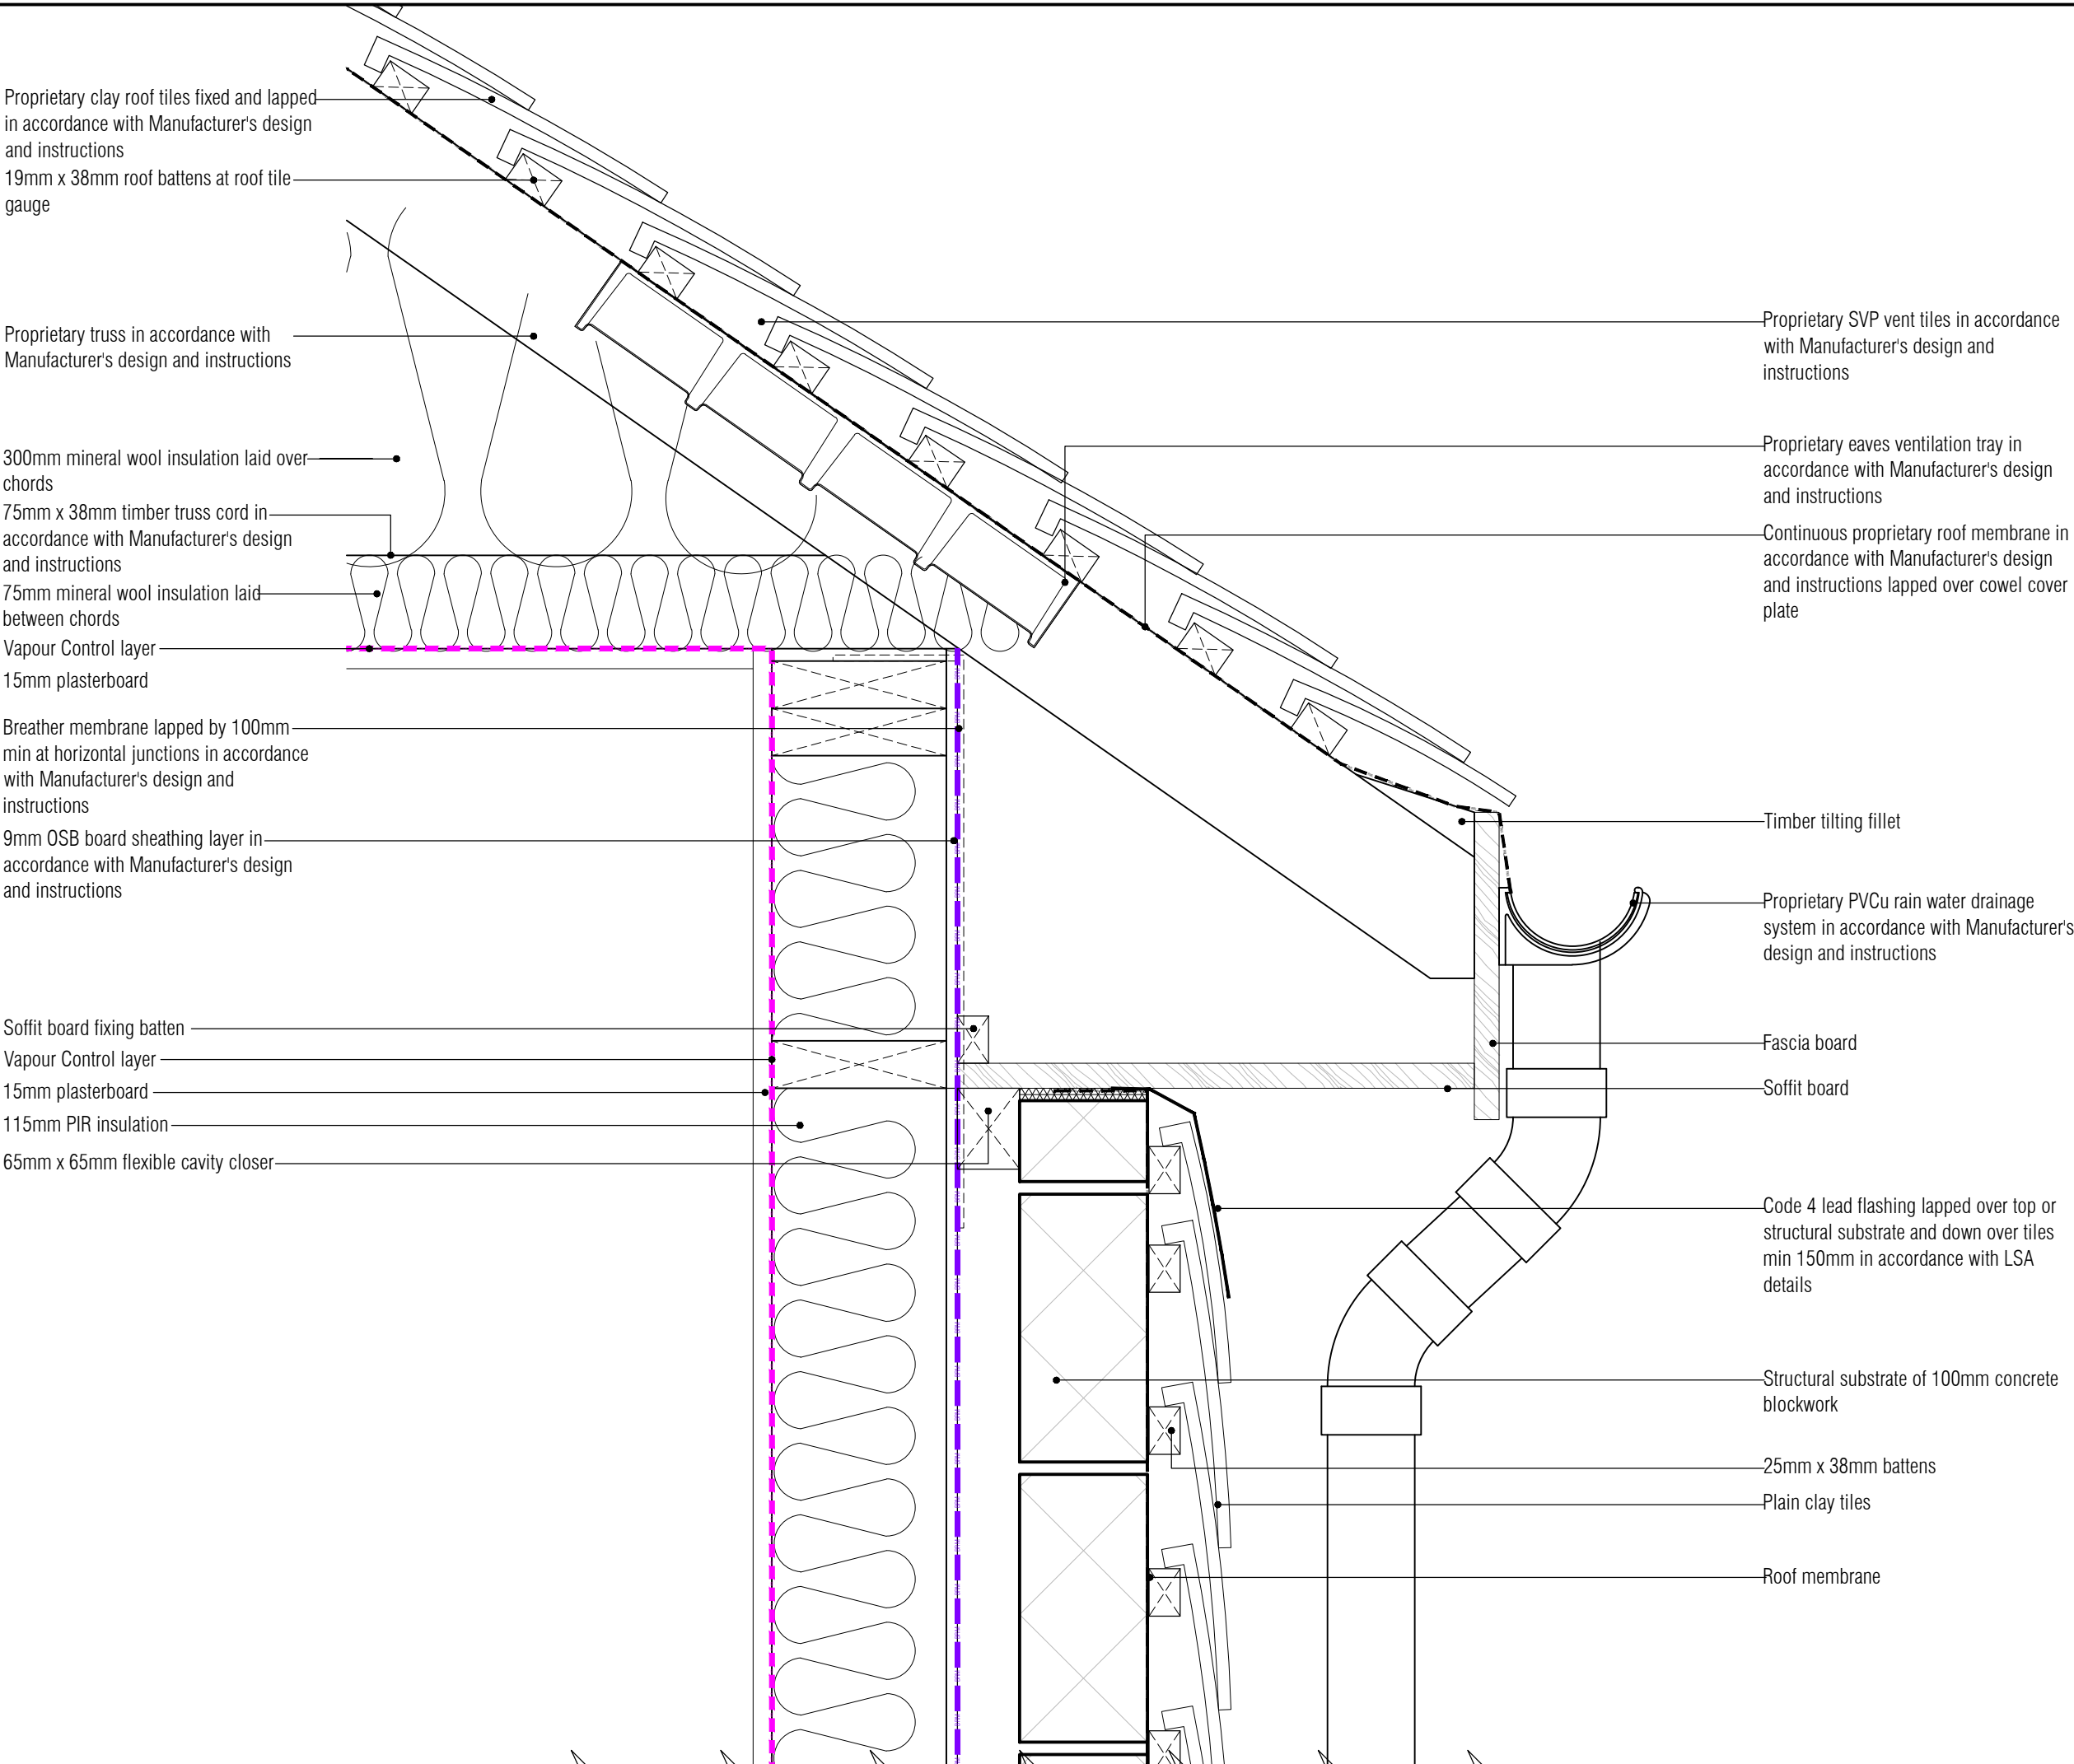 Proprietary clay roof tiles fixed and lapped
in accordance with Manufacturer's design
and instructions
19mm x 38mm roof battens at roof tile
gauge
Proprietary truss in accordance with
Manufacturer's design and instructions
300mm mineral wool insulation laid over
chords
75mm x 38mm timber truss cord in
accordance with Manufacturer's design
and instructions
75mm mineral wool insulation laid
between chords
Vapour Control layer
15mm plasterboard
Breather membrane lapped by 100mm
min at horizontal junctions in accordance
with Manufacturer's design and
instructions
9mm OSB board sheathing layer in
accordance with Manufacturer's design
and instructions
Soffit board fixing batten
Vapour Control layer
15mm plasterboard
115mm PIR insulation
65mm x 65mm flexible cavity closer
Proprietary SVP vent tiles in accordance
with Manufacturer's design and
instructions
Proprietary eaves ventilation tray in
accordance with Manufacturer's design
and instructions
Continuous proprietary roof membrane in
accordance with Manufacturer's design
and instructions lapped over cowel cover
plate
Timber tilting fillet
Proprietary PVCu rain water drainage
system in accordance with Manufacturer's
design and instructions
Fascia board
Soffit board
Code 4 lead flashing lapped over top or
structural substrate and down over tiles
min 150mm in accordance with LSA
details
Structural substrate of 100mm concrete
blockwork
25mm x 38mm battens
Plain clay tiles
Roof membrane